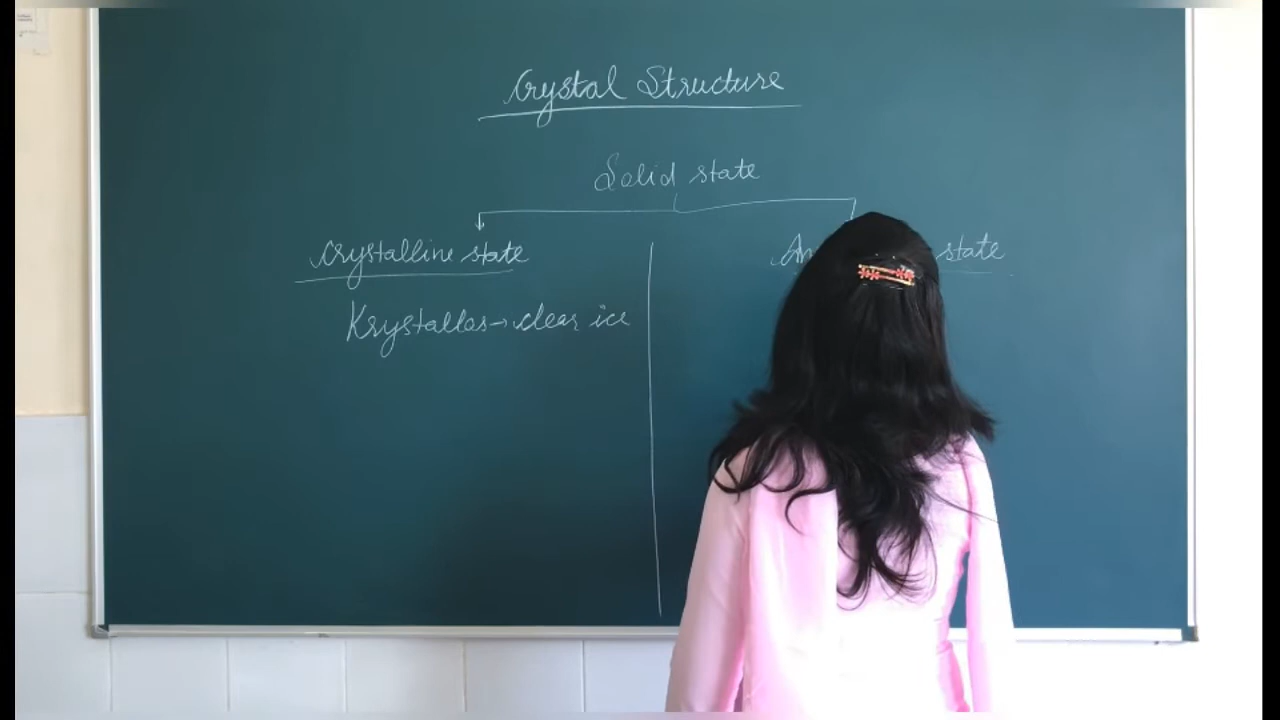 Crystal Structure
Solid state
Crystalline state
state
Krystallos→clear ice